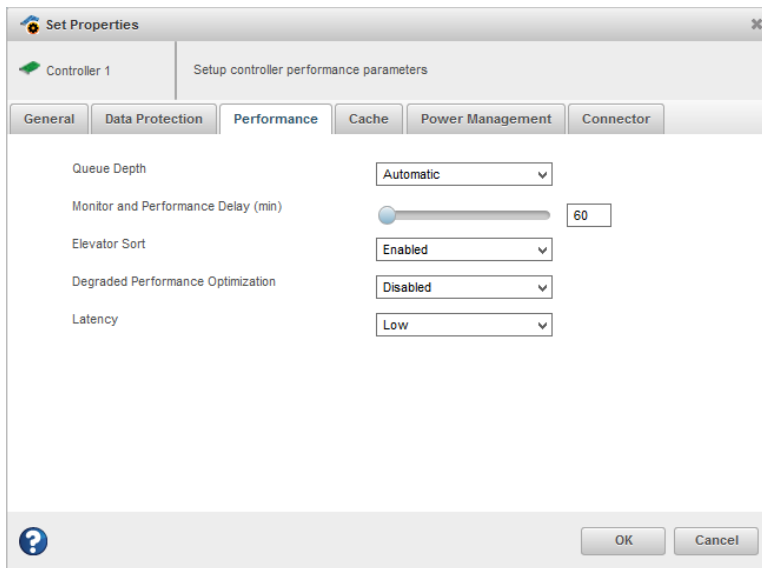 Set Properties
Controller 1
Setup controller performance parameters
General Data Protection Performance Cache Power Management Connector
Queue Depth Automatic
Monitor and Performance Delay (min) 60
Elevator Sort Enabled
Degraded Performance Optimization Disabled
Latency Low
? OK Cancel